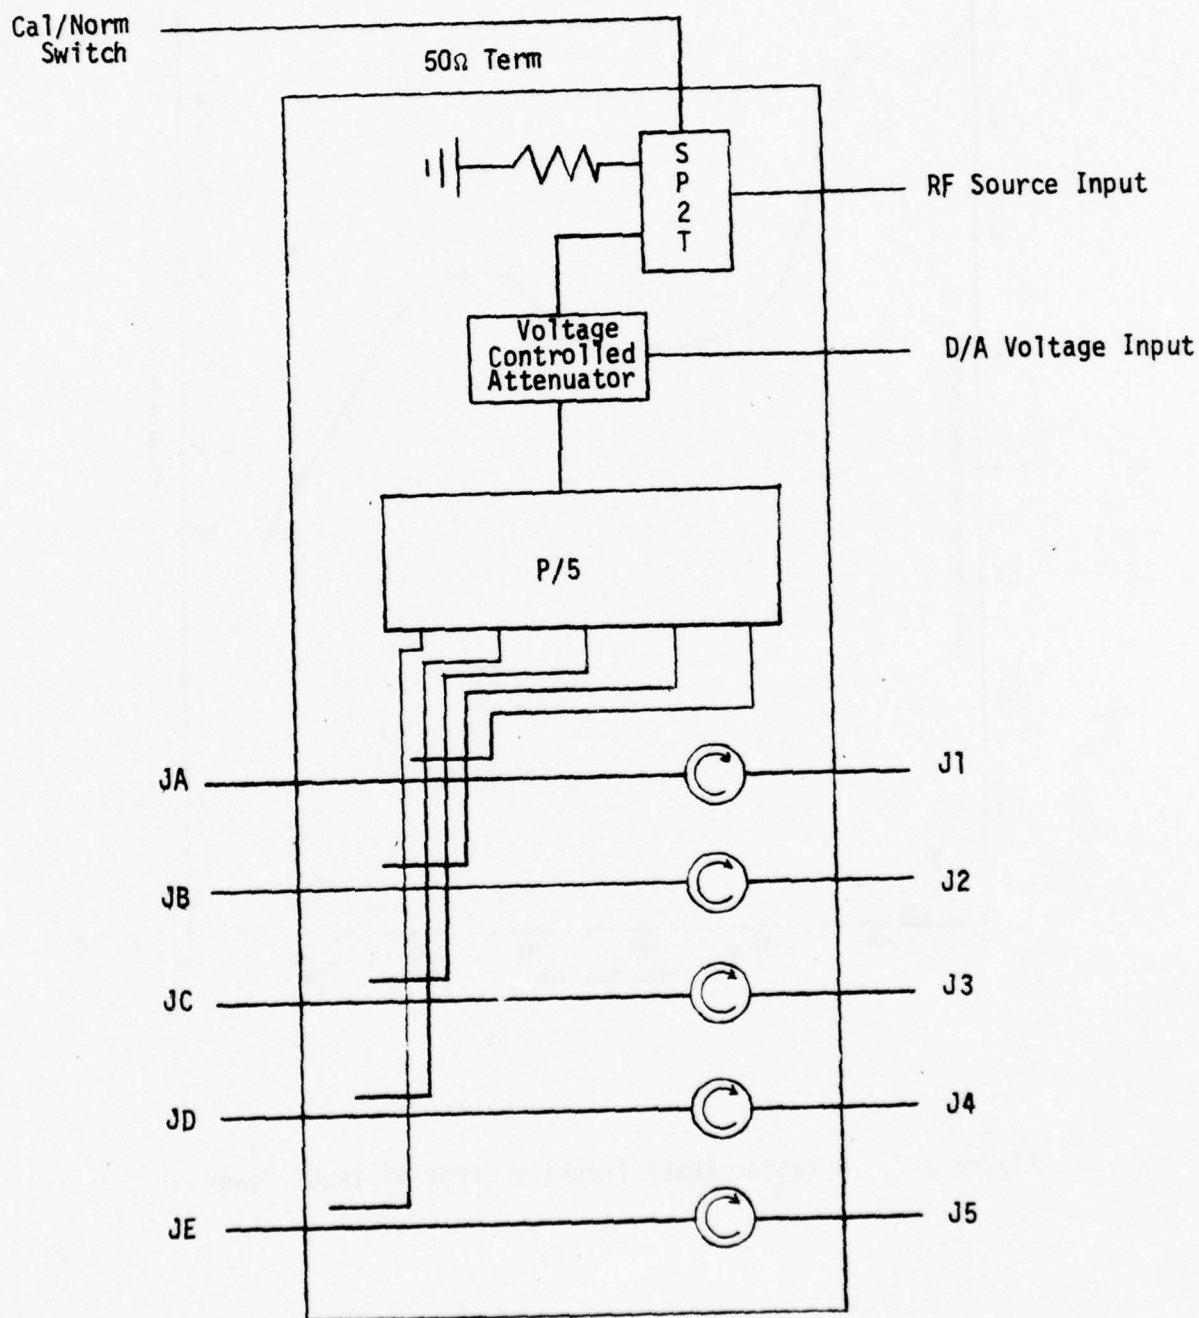 Cal/Norm
Switch
50Ω Term
S
P
2
T
RF Source Input
Voltage
Controlled
Attenuator
D/A Voltage Input
P/5
JA
J1
JB
J2
JC
J3
JD
J4
JE
J5